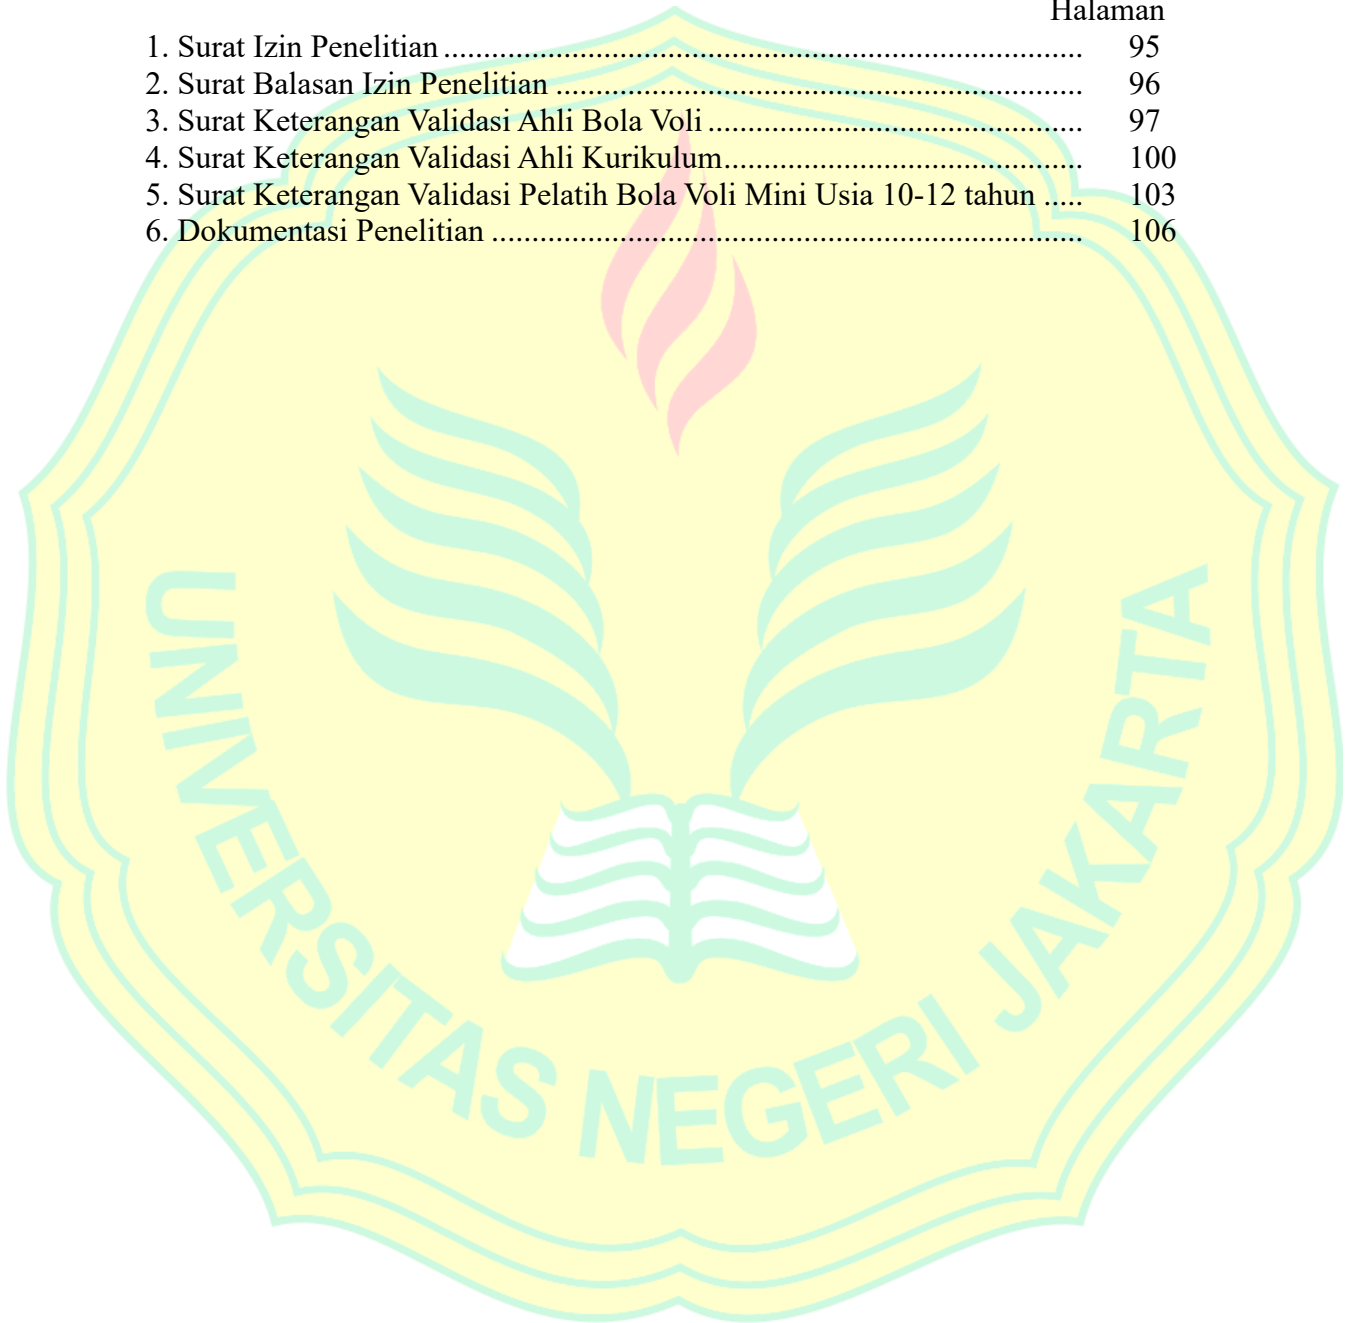 Halaman
1. Surat Izin Penelitian ............................................................................... 95
2. Surat Balasan Izin Penelitian ................................................................. 96
3. Surat Keterangan Validasi Ahli Bola Voli .............................................. 97
4. Surat Keterangan Validasi Ahli Kurikulum............................................ 100
5. Surat Keterangan Validasi Pelatih Bola Voli Mini Usia 10-12 tahun ..... 103
6. Dokumentasi Penelitian ......................................................................... 106
UNIVERSITAS NEGERI JAKARTA